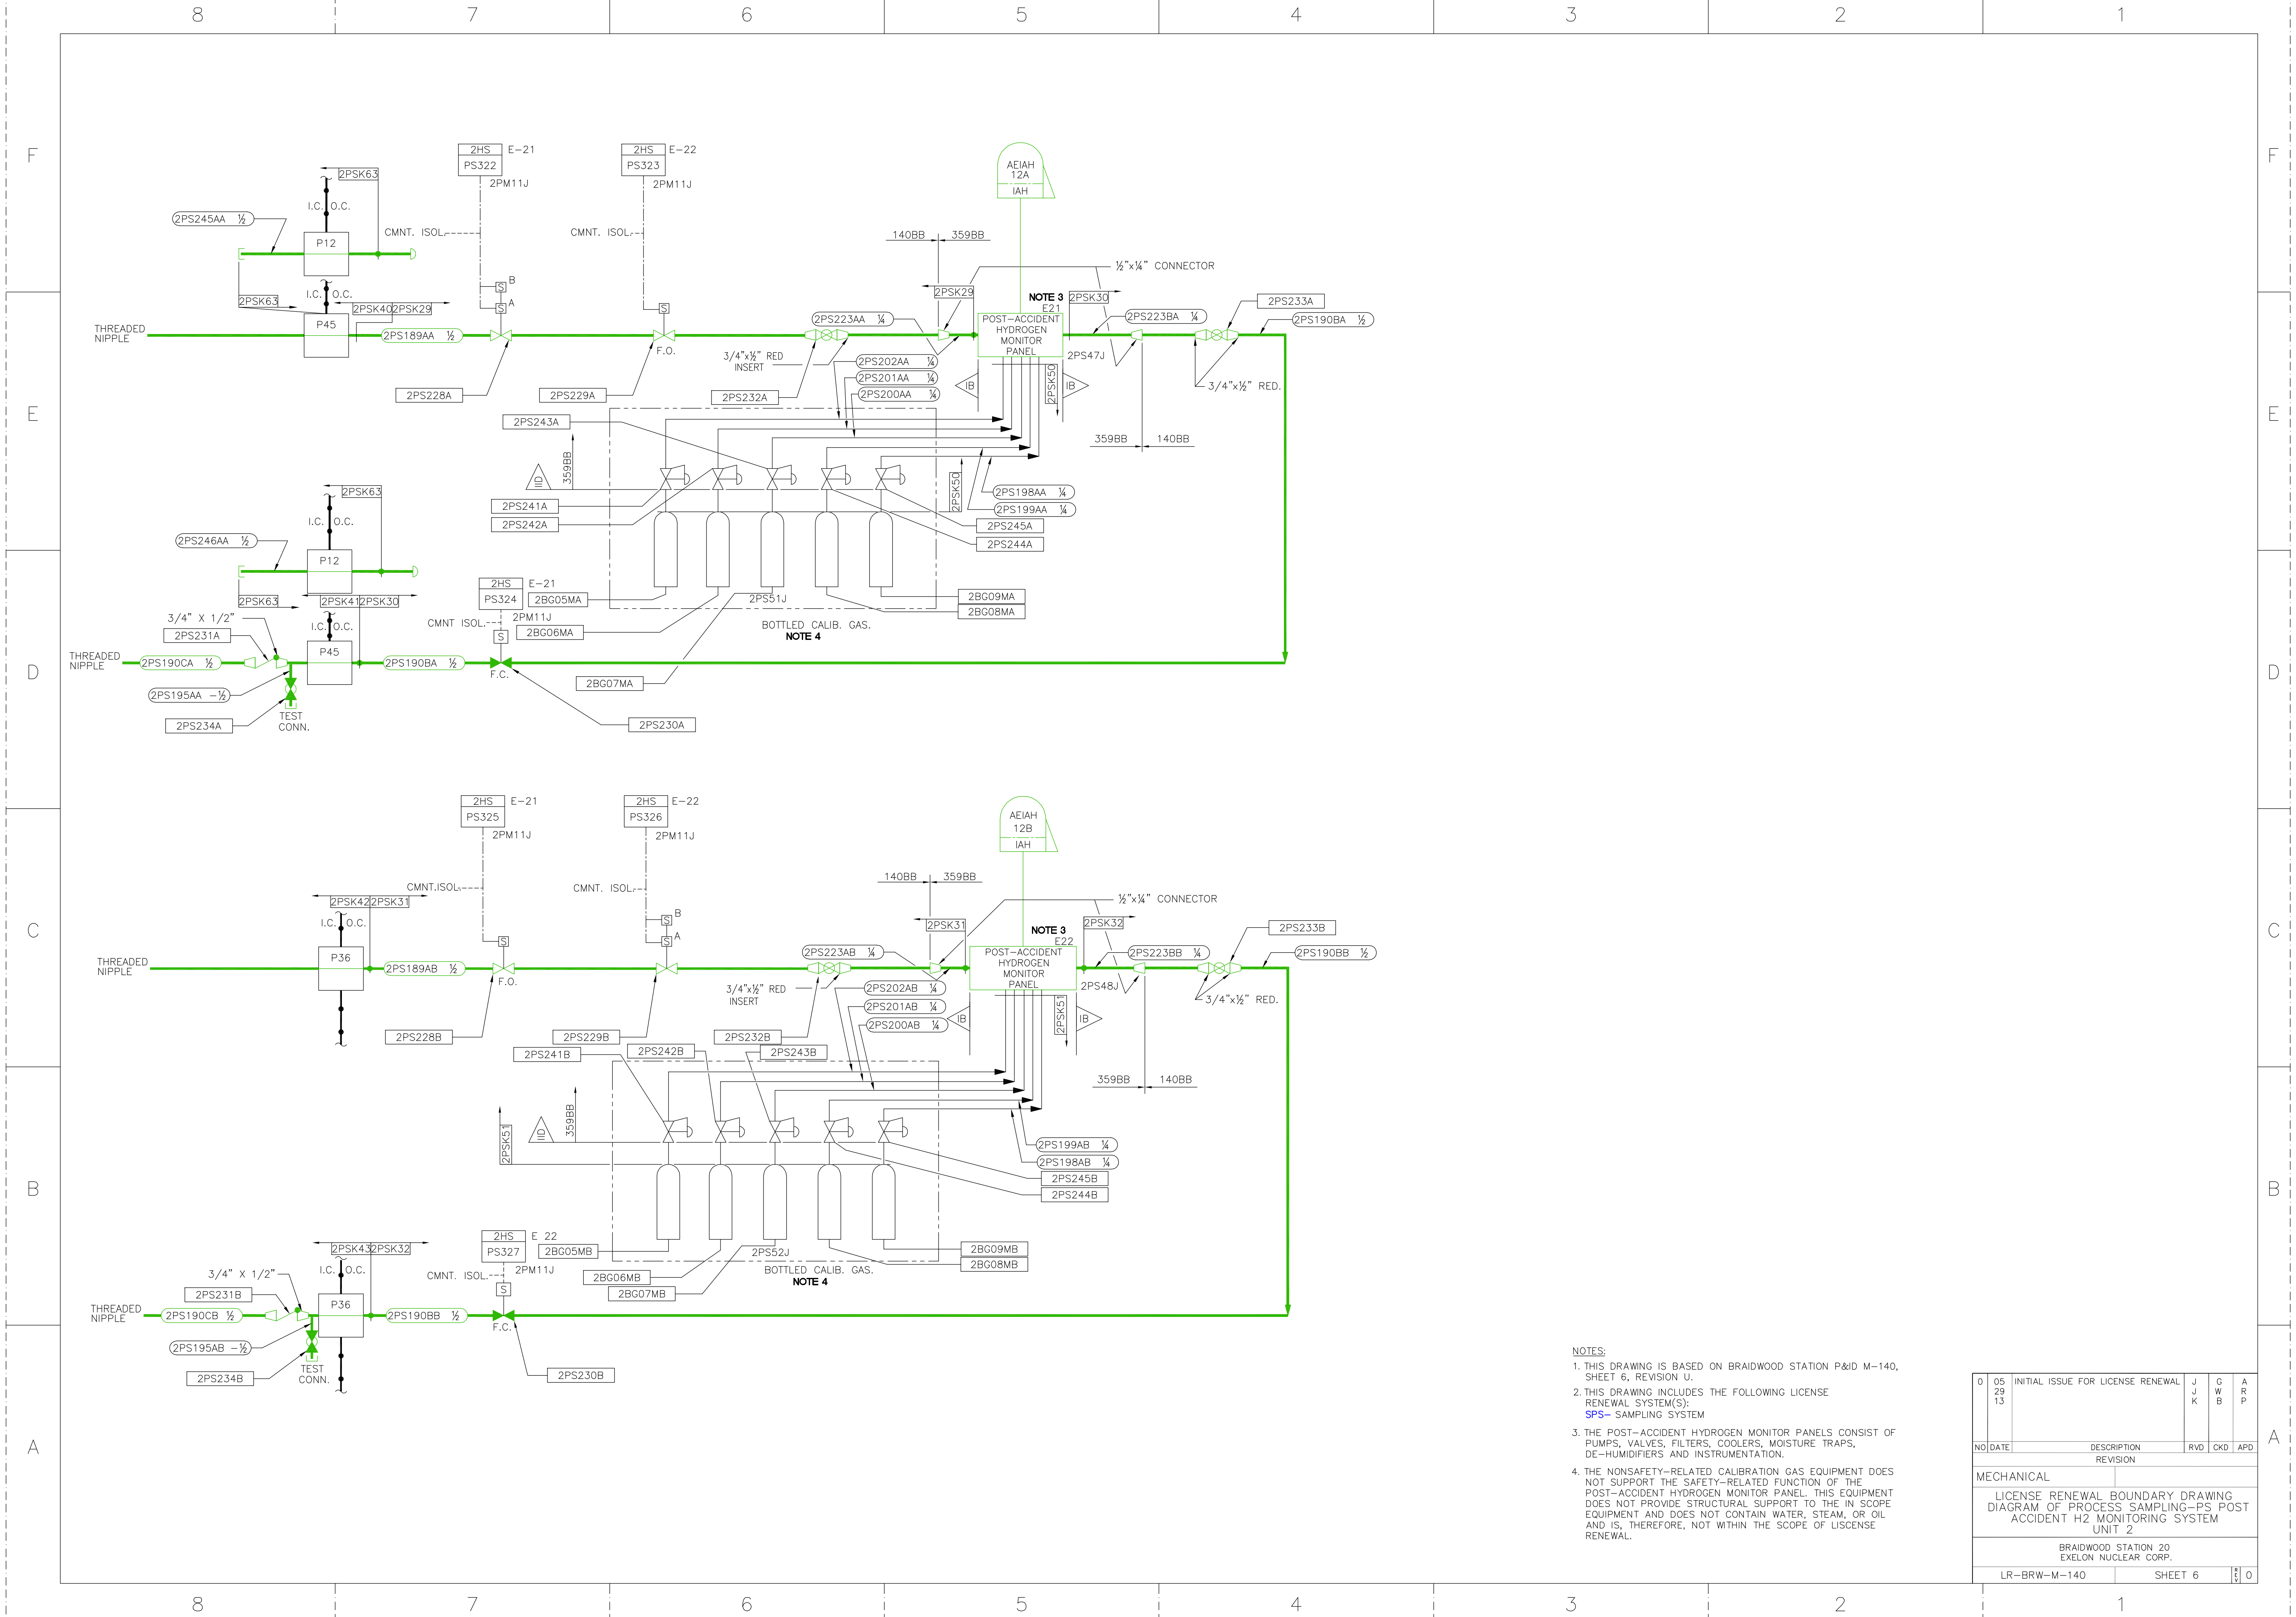 8 7 6 5 4 3 2 1
F
F
2HS
PS322
E-21
2PM11J
2HS
PS323
E-22
2PM11J
AEIAH
12A
IAH
2PSK63
I.C. O.C.
2PS245AA ½
P12
CMNT. ISOL.
CMNT. ISOL.
140BB 359BB
½"x¼" CONNECTOR
B
A
S
S
S
2PSK63
I.C. O.C.
2PSK40 2PSK29
P45
THREADED
NIPPLE
2PS189AA ½
F.O.
2PS223AA ¼
2PSK29
NOTE 3
E21
2PSK30
POST-ACCIDENT
HYDROGEN
MONITOR
PANEL
2PS47J
2PS223BA ¼
2PS233A
2PS190BA ½
3/4"x½" RED
INSERT
2PS202AA ¼
2PS201AA ¼
2PS200AA ¼
IB
IB
2PSK50
3/4"x½" RED.
2PS228A
2PS229A
2PS232A
E
E
2PS243A
359BB
IID
359BB 140BB
2PSK50
2PS198AA ¼
2PS199AA ¼
2PS241A
2PS242A
2PS245A
2PS244A
2PSK63
I.C. O.C.
2PS246AA ½
P12
2PSK63
2PSK41 2PSK30
2HS
PS324
E-21
2PM11J
2BG05MA
2PS51J
2BG09MA
2BG08MA
3/4" X 1/2"
I.C. O.C.
CMNT ISOL.
2BG06MA
BOTTLED CALIB. GAS.
NOTE 4
2PS231A
S
P45
THREADED
NIPPLE
2PS190CA ½
2PS190BA ½
F.C.
2BG07MA
D
D
2PS195AA -½
2PS234A
TEST
CONN.
2PS230A
2HS
PS325
E-21
2PM11J
2HS
PS326
E-22
2PM11J
AEIAH
12B
IAH
CMNT.ISOL.
CMNT. ISOL.
140BB 359BB
2PSK42 2PSK31
I.C. O.C.
½"x¼" CONNECTOR
B
A
S
S
S
C
C
2PSK31
NOTE 3
E22
2PSK32
2PS233B
P36
THREADED
NIPPLE
2PS189AB ½
F.O.
2PS223AB ¼
POST-ACCIDENT
HYDROGEN
MONITOR
PANEL
2PS48J
2PS223BB ¼
2PS190BB ½
3/4"x½" RED
INSERT
2PS202AB ¼
2PS201AB ¼
2PS200AB ¼
IB
IB
2PSK51
3/4"x½" RED.
2PS228B
2PS229B
2PS232B
2PS241B
2PS242B
2PS243B
359BB 140BB
2PSK51
IID
359BB
2PS199AB ¼
2PS198AB ¼
2PS245B
2PS244B
B
B
2PSK43 2PSK32
2HS
PS327
E 22
2PM11J
2BG05MB
2PS52J
2BG09MB
2BG08MB
3/4" X 1/2"
I.C. O.C.
CMNT. ISOL.
2BG06MB
2BG07MB
BOTTLED CALIB. GAS.
NOTE 4
2PS231B
S
P36
THREADED
NIPPLE
2PS190CB ½
2PS190BB ½
F.C.
2PS195AB -½
2PS234B
TEST
CONN.
2PS230B
A
A
NOTES:
1. THIS DRAWING IS BASED ON BRAIDWOOD STATION P&ID M-140,
SHEET 6, REVISION U.
2. THIS DRAWING INCLUDES THE FOLLOWING LICENSE
RENEWAL SYSTEM(S):
SPS- SAMPLING SYSTEM
3. THE POST-ACCIDENT HYDROGEN MONITOR PANELS CONSIST OF
PUMPS, VALVES, FILTERS, COOLERS, MOISTURE TRAPS,
DE-HUMIDIFIERS AND INSTRUMENTATION.
4. THE NONSAFETY-RELATED CALIBRATION GAS EQUIPMENT DOES
NOT SUPPORT THE SAFETY-RELATED FUNCTION OF THE
POST-ACCIDENT HYDROGEN MONITOR PANEL. THIS EQUIPMENT
DOES NOT PROVIDE STRUCTURAL SUPPORT TO THE IN SCOPE
EQUIPMENT AND DOES NOT CONTAIN WATER, STEAM, OR OIL
AND IS, THEREFORE, NOT WITHIN THE SCOPE OF LISCENSE
RENEWAL.
0 05 INITIAL ISSUE FOR LICENSE RENEWAL J G A
29 J W R
13 K B P
NO DATE DESCRIPTION RVD CKD APD
REVISION
MECHANICAL
LICENSE RENEWAL BOUNDARY DRAWING
DIAGRAM OF PROCESS SAMPLING-PS POST
ACCIDENT H2 MONITORING SYSTEM
UNIT 2
BRAIDWOOD STATION 20
EXELON NUCLEAR CORP.
LR-BRW-M-140 SHEET 6 REV 0
8 7 6 5 4 3 2 1